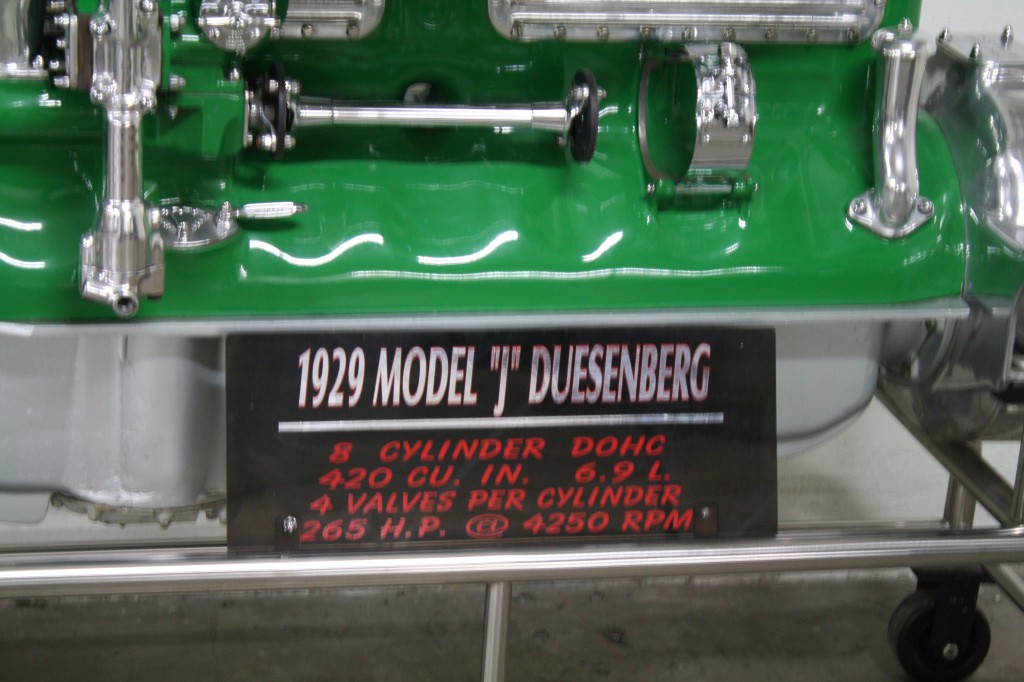 1929 MODEL "J" DUESENBERG
8 CYLINDER DOHC
420 CU. IN. 6.9 L.
4 VALVES PER CYLINDER
265 H.P. @ 4250 RPM